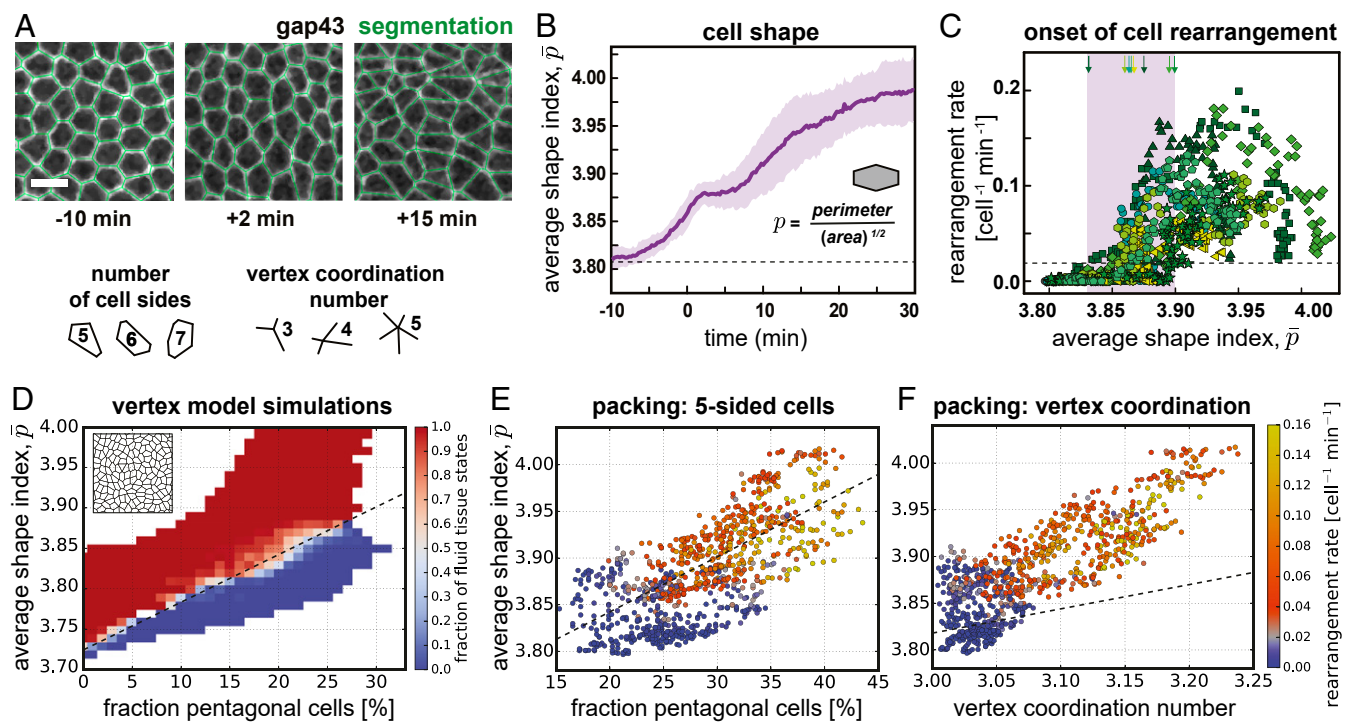 A
gap43 segmentation
-10 min
+2 min
+15 min
number
of cell sides
5
6
7
vertex coordination
number
3
4
5
B
cell shape
average shape index, p̄
4.00
3.95
3.90
3.85
3.80
p = perimeter / (area) 1/2
-10
0
10
20
30
time (min)
C
onset of cell rearrangement
rearrangement rate
[cell⁻¹ min⁻¹]
0.2
0.1
0.0
3.80
3.85
3.90
3.95
4.00
average shape index, p̄
D
vertex model simulations
average shape index, p̄
4.00
3.95
3.90
3.85
3.80
3.75
3.70
0
5
10
15
20
25
30
fraction pentagonal cells [%]
1.0
0.9
0.8
0.7
0.6
0.5
0.4
0.3
0.2
0.1
0.0
fraction of fluid tissue states
E
packing: 5-sided cells
average shape index, p̄
4.00
3.95
3.90
3.85
3.80
15
20
25
30
35
40
45
fraction pentagonal cells [%]
F
packing: vertex coordination
4.00
3.95
3.90
3.85
3.80
3.00
3.05
3.10
3.15
3.20
3.25
vertex coordination number
0.16
0.14
0.12
0.10
0.08
0.06
0.04
0.02
0.00
rearrangement rate [cell⁻¹ min⁻¹]